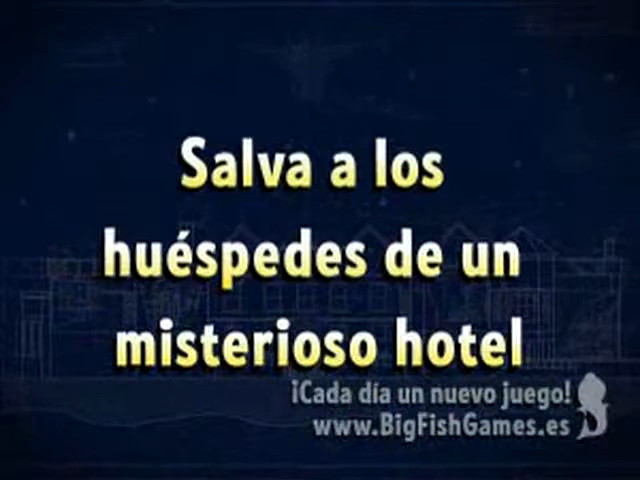 Salva a los
huéspedes de un
misterioso hotel
¡Cada día un nuevo juego!
www.BigFishGames.es